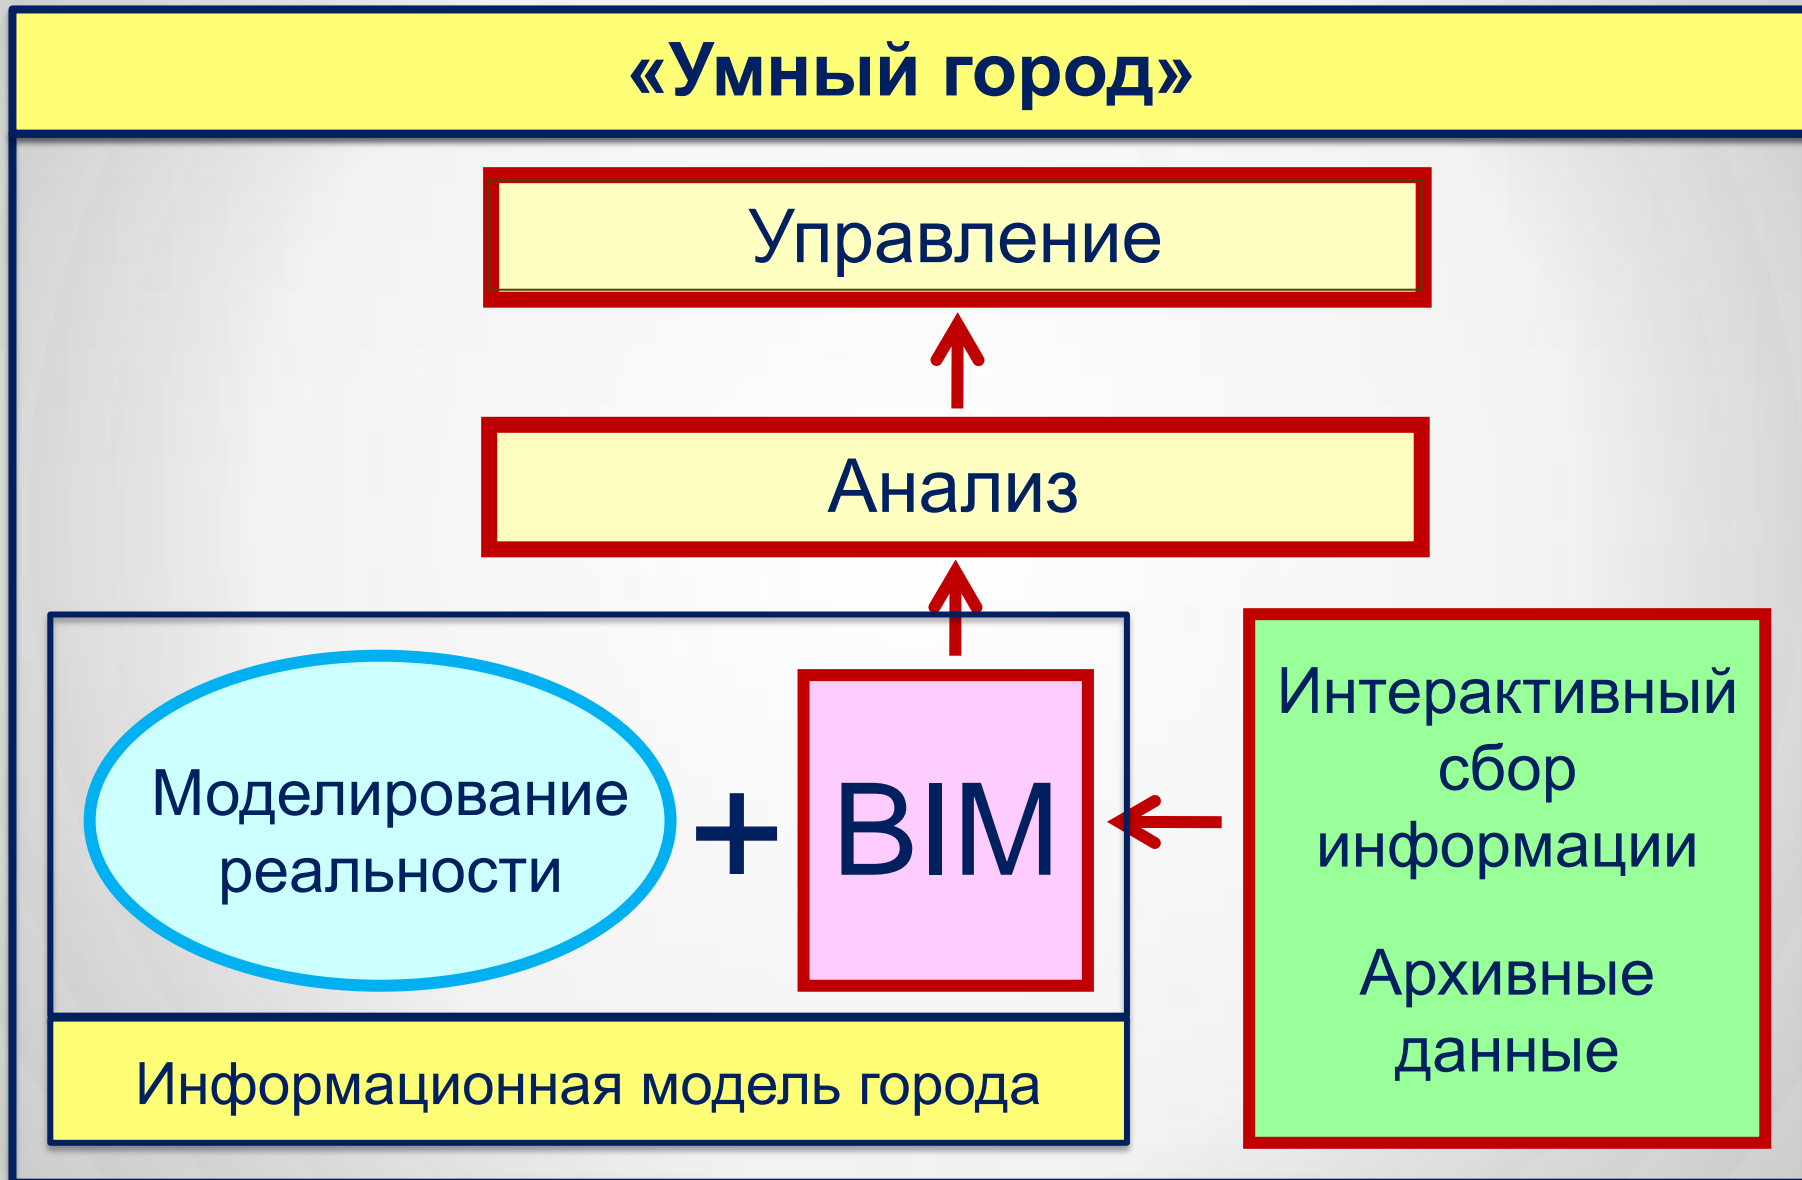 «Умный город»
Управление
Анализ
Моделирование
реальности
+
BIM
Интерактивный
сбор
информации
Архивные
данные
Информационная модель города